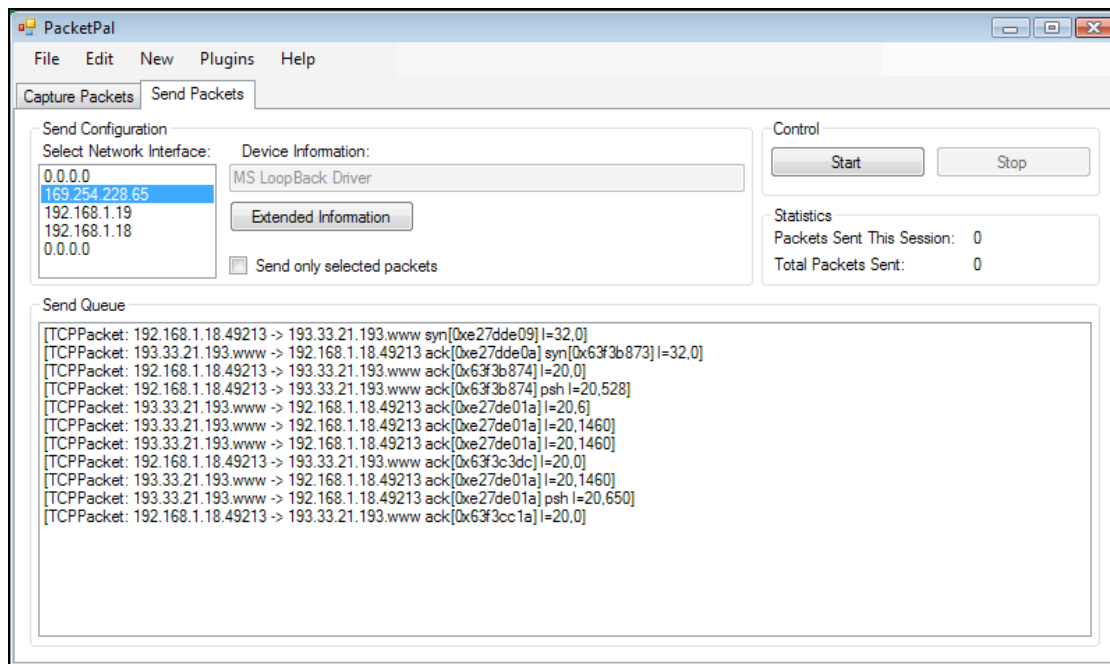 PacketPal
File Edit New Plugins Help
Capture Packets Send Packets
Send Configuration
Select Network Interface: Device Information:
0.0.0.0
169.254.228.65
192.168.1.19
192.168.1.18
0.0.0.0
MS LoopBack Driver
Extended Information
Send only selected packets
Control
Start Stop
Statistics
Packets Sent This Session: 0
Total Packets Sent: 0
Send Queue
[TCPPacket: 192.168.1.18.49213 -> 193.33.21.193.www syn[0xe27dde09] l=32,0]
[TCPPacket: 193.33.21.193.www -> 192.168.1.18.49213 ack[0xe27dde0a] syn[0x63f3b873] l=32,0]
[TCPPacket: 192.168.1.18.49213 -> 193.33.21.193.www ack[0x63f3b874] l=20,0]
[TCPPacket: 192.168.1.18.49213 -> 193.33.21.193.www ack[0x63f3b874] psh l=20,528]
[TCPPacket: 193.33.21.193.www -> 192.168.1.18.49213 ack[0xe27de01a] l=20,6]
[TCPPacket: 193.33.21.193.www -> 192.168.1.18.49213 ack[0xe27de01a] l=20,1460]
[TCPPacket: 193.33.21.193.www -> 192.168.1.18.49213 ack[0xe27de01a] l=20,1460]
[TCPPacket: 192.168.1.18.49213 -> 193.33.21.193.www ack[0x63f3c3dc] l=20,0]
[TCPPacket: 193.33.21.193.www -> 192.168.1.18.49213 ack[0xe27de01a] l=20,1460]
[TCPPacket: 193.33.21.193.www -> 192.168.1.18.49213 ack[0xe27de01a] psh l=20,650]
[TCPPacket: 192.168.1.18.49213 -> 193.33.21.193.www ack[0x63f3cc1a] l=20,0]